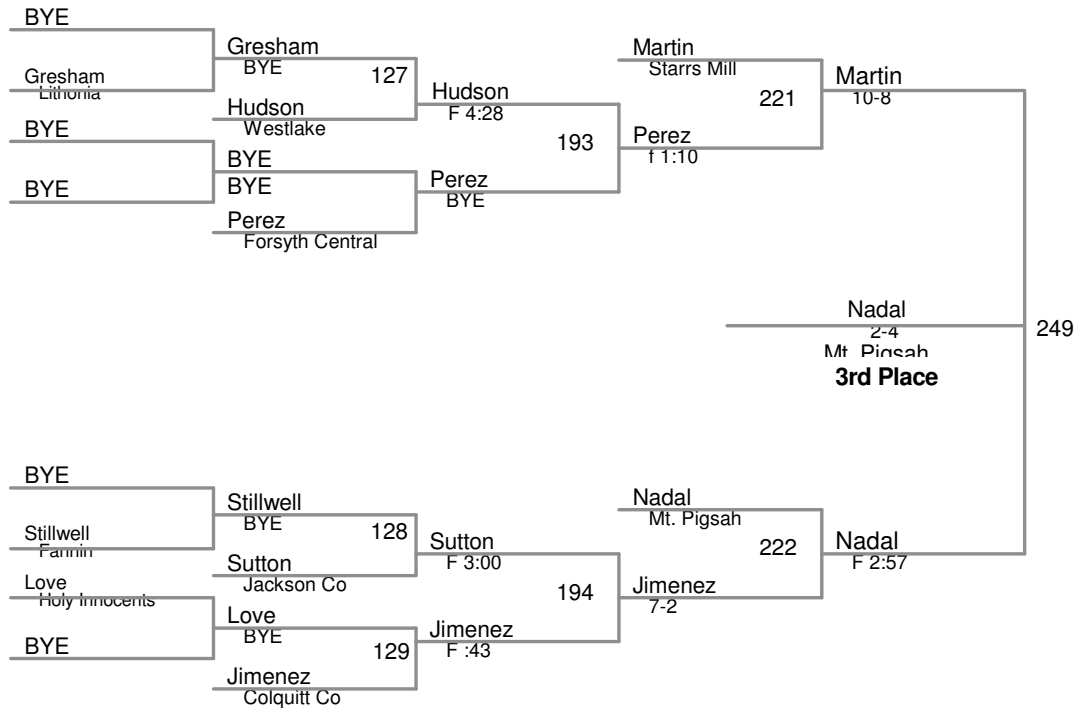 BYE
Gresham
Lithonia
BYE
BYE
Gresham
BYE
127
Hudson
Westlake
BYE
BYE
Perez
Forsyth Central
Hudson
F 4:28
193
Perez
BYE
Martin
Starrs Mill
221
Perez
f 1:10
Martin
10-8
Nadal
2-4
Mt. Pigsah
3rd Place
249
BYE
Stillwell
Fannin
Love
Holy Innocents
BYE
Stillwell
BYE
128
Sutton
Jackson Co
Love
BYE
129
Jimenez
Colquitt Co
Sutton
F 3:00
194
Jimenez
F :43
Nadal
Mt. Pigsah
222
Jimenez
7-2
Nadal
F 2:57